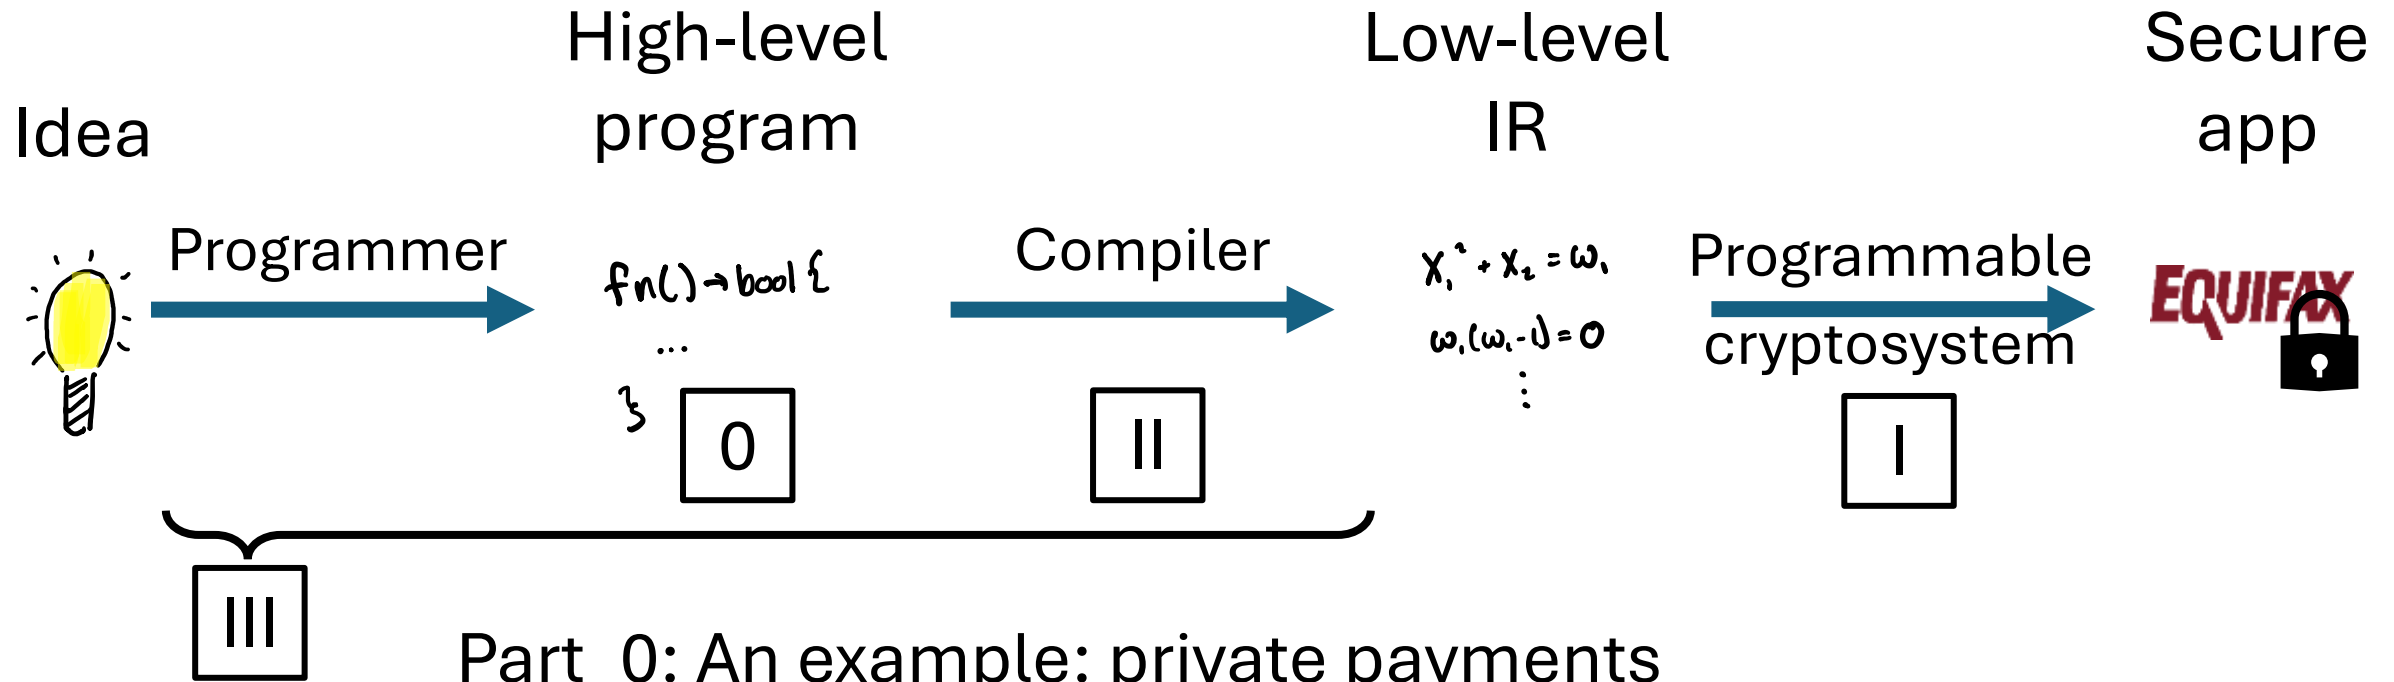 High-level
program
Low-level
IR
Secure
app
Idea
Programmer
Compiler
Programmable
cryptosystem
fn() → bool {
...
}
x₁² + x₂ = ω₁
ω₁(ω₁-1) = 0
⋮
EQUIFAX
0
II
I
III
Part 0: An example: private payments